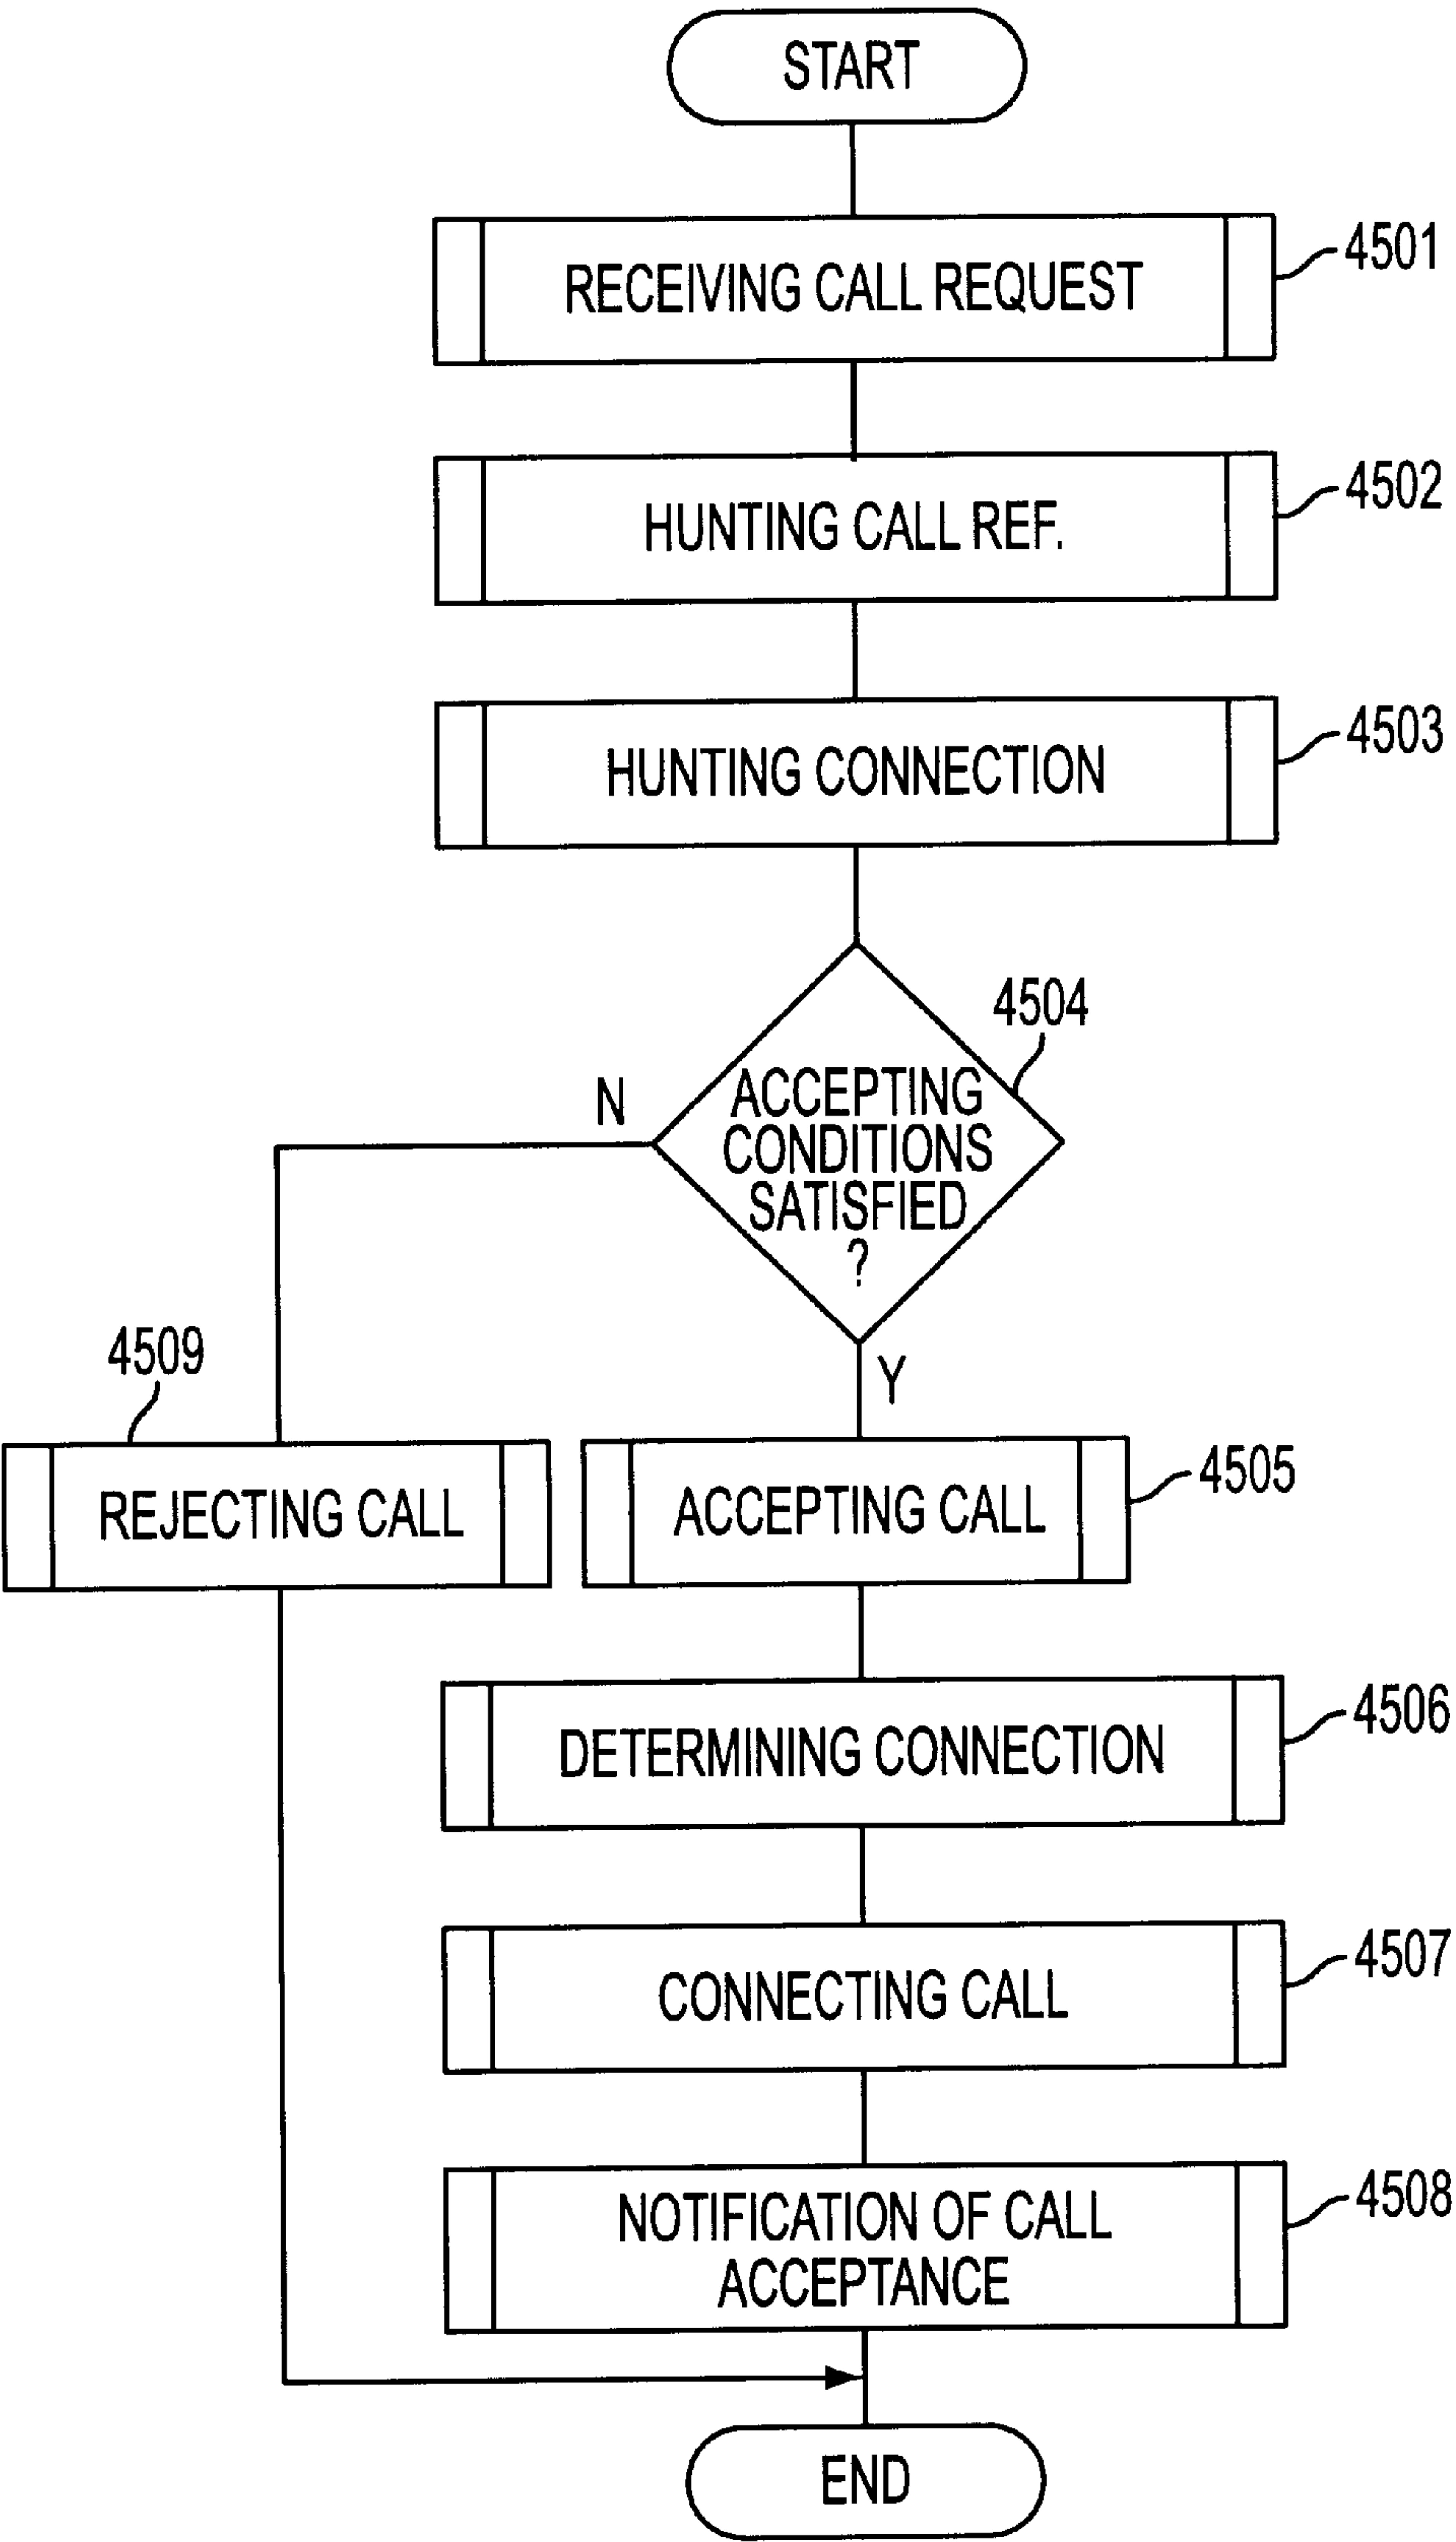 START
RECEIVING CALL REQUEST
4501
HUNTING CALL REF.
4502
HUNTING CONNECTION
4503
4504
ACCEPTING
CONDITIONS
SATISFIED
?
N
Y
4509
REJECTING CALL
ACCEPTING CALL
4505
DETERMINING CONNECTION
4506
CONNECTING CALL
4507
NOTIFICATION OF CALL
ACCEPTANCE
4508
END